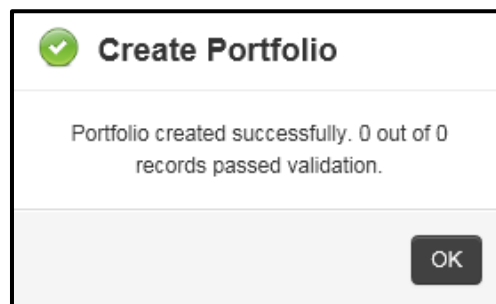 Create Portfolio
Portfolio created successfully. 0 out of 0
records passed validation.
OK